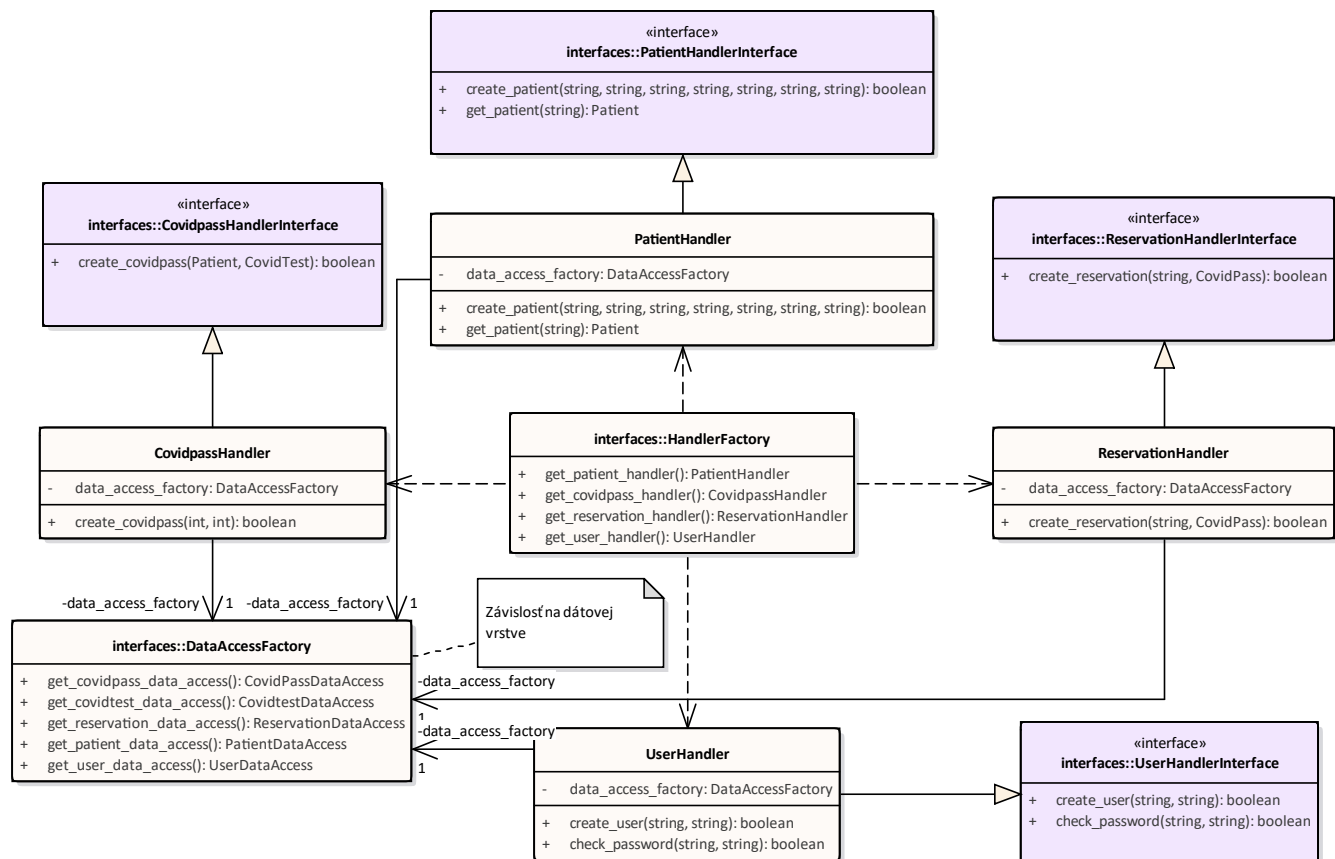 «interface»
interfaces::PatientHandlerInterface
+ create_patient(string, string, string, string, string, string, string): boolean
+ get_patient(string): Patient
«interface»
interfaces::CovidpassHandlerInterface
+ create_covidpass(Patient, CovidTest): boolean
PatientHandler
- data_access_factory: DataAccessFactory
+ create_patient(string, string, string, string, string, string, string): boolean
+ get_patient(string): Patient
«interface»
interfaces::ReservationHandlerInterface
+ create_reservation(string, CovidPass): boolean
CovidpassHandler
- data_access_factory: DataAccessFactory
+ create_covidpass(int, int): boolean
interfaces::HandlerFactory
+ get_patient_handler(): PatientHandler
+ get_covidpass_handler(): CovidpassHandler
+ get_reservation_handler(): ReservationHandler
+ get_user_handler(): UserHandler
ReservationHandler
- data_access_factory: DataAccessFactory
+ create_reservation(string, CovidPass): boolean
-data_access_factory 1
-data_access_factory 1
Závislosť na dátovej
vrstve
interfaces::DataAccessFactory
+ get_covidpass_data_access(): CovidPassDataAccess
+ get_covidtest_data_access(): CovidtestDataAccess
+ get_reservation_data_access(): ReservationDataAccess
+ get_patient_data_access(): PatientDataAccess
+ get_user_data_access(): UserDataAccess
-data_access_factory
1
-data_access_factory
1
UserHandler
- data_access_factory: DataAccessFactory
+ create_user(string, string): boolean
+ check_password(string, string): boolean
«interface»
interfaces::UserHandlerInterface
+ create_user(string, string): boolean
+ check_password(string, string): boolean